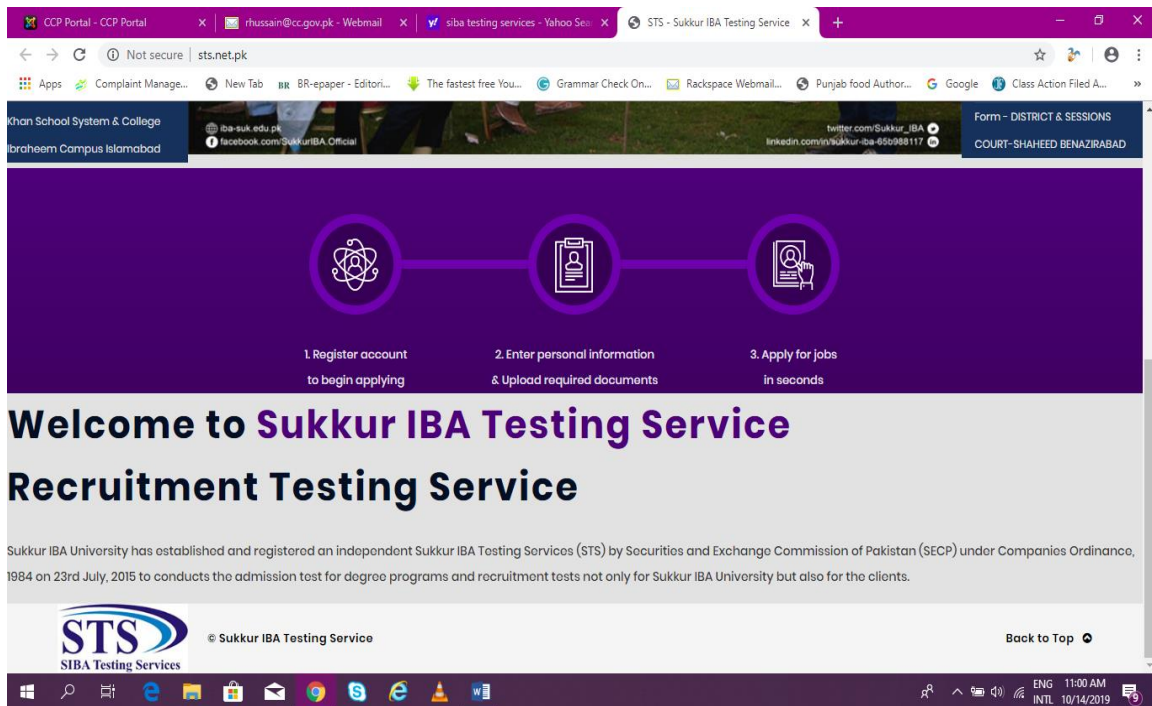 CCP Portal - CCP Portal
rhussain@cc.gov.pk - Webmail
siba testing services - Yahoo Sea
STS - Sukkur IBA Testing Service
Not secure | sts.net.pk
Apps
Complaint Manage...
New Tab
BR BR-epaper - Editori...
The fastest free You...
Grammar Check On...
Rackspace Webmail...
Punjab food Author...
Google
Class Action Filed A...
Khan School System & College
Ibraheem Campus Islamabad
iba-suk.edu.pk
facebook.com/SukkurIBA.Official
twitter.com/Sukkur_IBA
linkedin.com/in/sukkur-iba-65b988117
Form - DISTRICT & SESSIONS
COURT-SHAHEED BENAZIRABAD
1. Register account
to begin applying
2. Enter personal information
& Upload required documents
3. Apply for jobs
in seconds
Welcome to Sukkur IBA Testing Service
Recruitment Testing Service
Sukkur IBA University has established and registered an independent Sukkur IBA Testing Services (STS) by Securities and Exchange Commission of Pakistan (SECP) under Companies Ordinance,
1984 on 23rd July, 2015 to conducts the admission test for degree programs and recruitment tests not only for Sukkur IBA University but also for the clients.
STS
SIBA Testing Services
© Sukkur IBA Testing Service
Back to Top
ENG 11:00 AM
INTL 10/14/2019
9